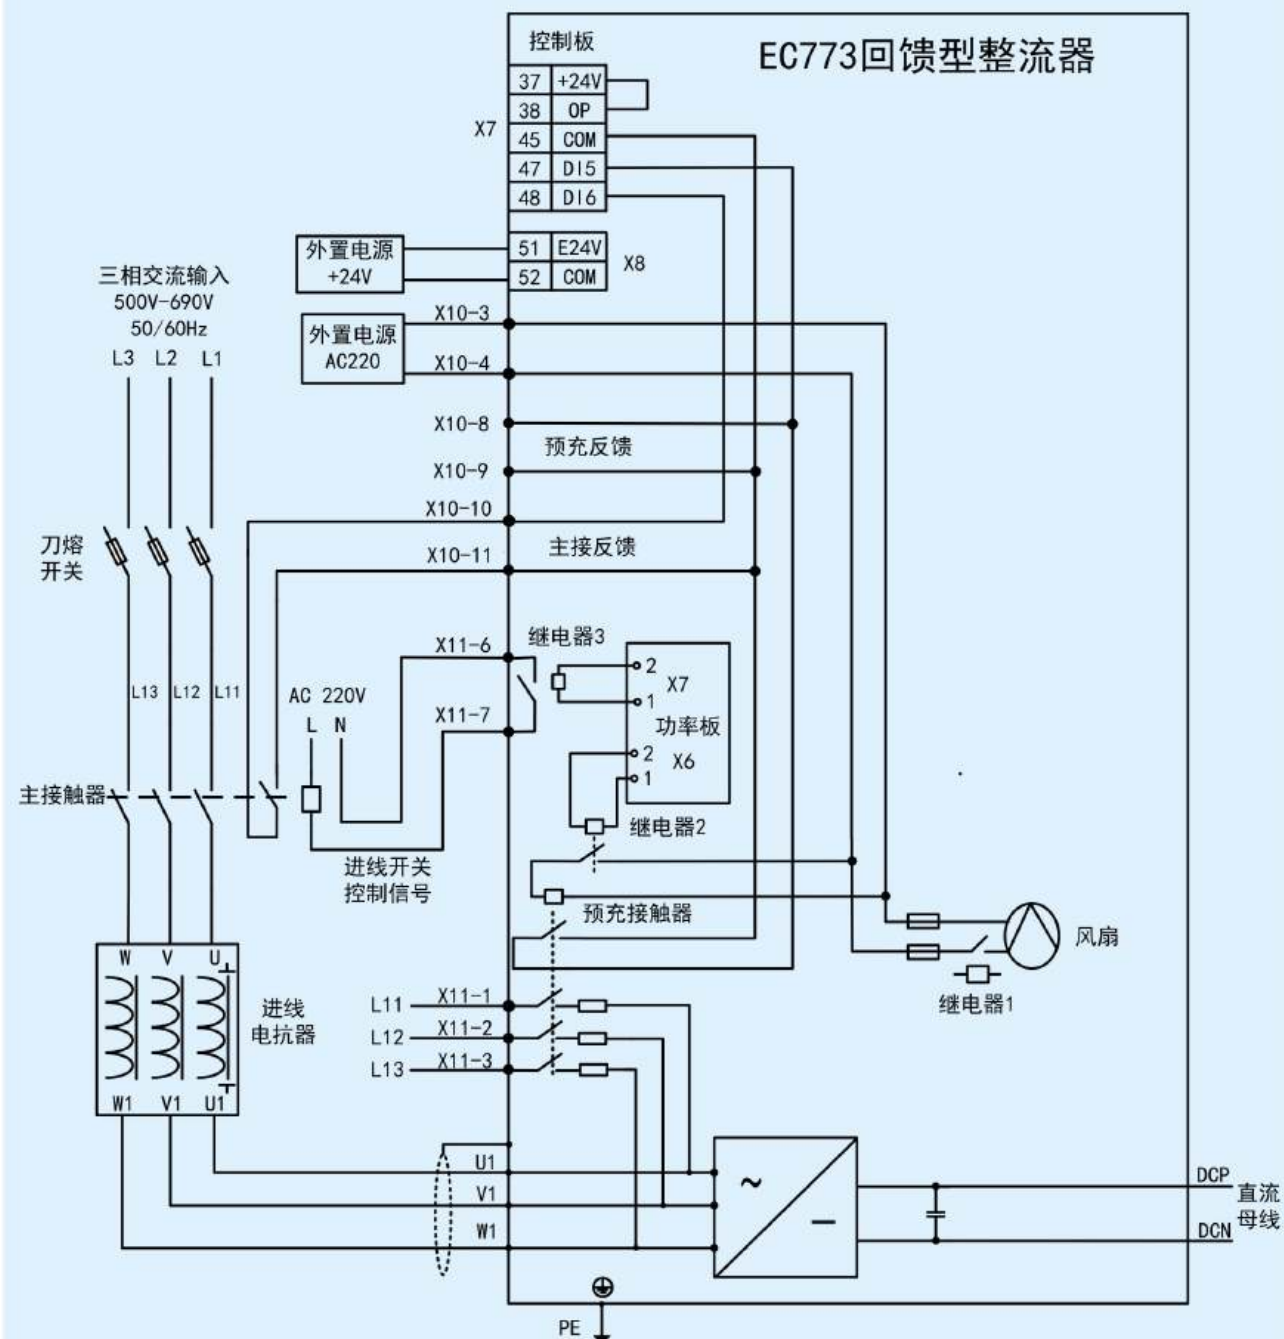 控制板
EC773回馈型整流器
37 +24V
38 OP
X7
45 COM
47 DI5
48 DI6
外置电源
+24V
51 E24V
52 COM
X8
三相交流输入
500V-690V
50/60Hz
L3 L2 L1
外置电源
AC220
X10-3
X10-4
X10-8
预充反馈
X10-9
X10-10
主接反馈
X10-11
刀熔
开关
继电器3
X11-6
2
X7
1
L13 L12 L11
AC 220V
L N
X11-7
功率板
2
X6
1
主接触器
继电器2
进线开关
控制信号
预充接触器
风扇
继电器1
W V U
进线
电抗器
L11 X11-1
L12 X11-2
L13 X11-3
W1 V1 U1
U1
V1
W1
~
—
DCP
直流
母线
DCN
PE